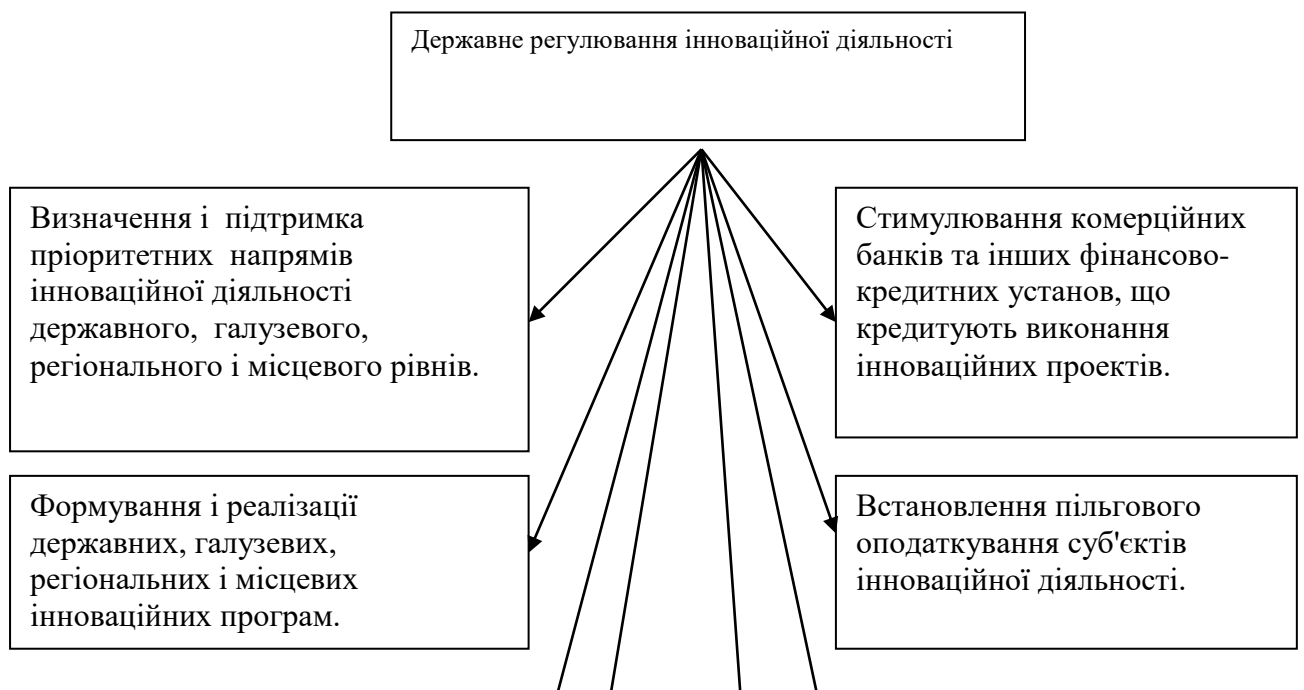 Державне регулювання інноваційної діяльності
Визначення і підтримка
пріоритетних напрямів
інноваційної діяльності
державного, галузевого,
регіонального і місцевого рівнів.
Стимулювання комерційних
банків та інших фінансово-
кредитних установ, що
кредитують виконання
інноваційних проектів.
Формування і реалізації
державних, галузевих,
регіональних і місцевих
інноваційних програм.
Встановлення пільгового
оподаткування суб'єктів
інноваційної діяльності.